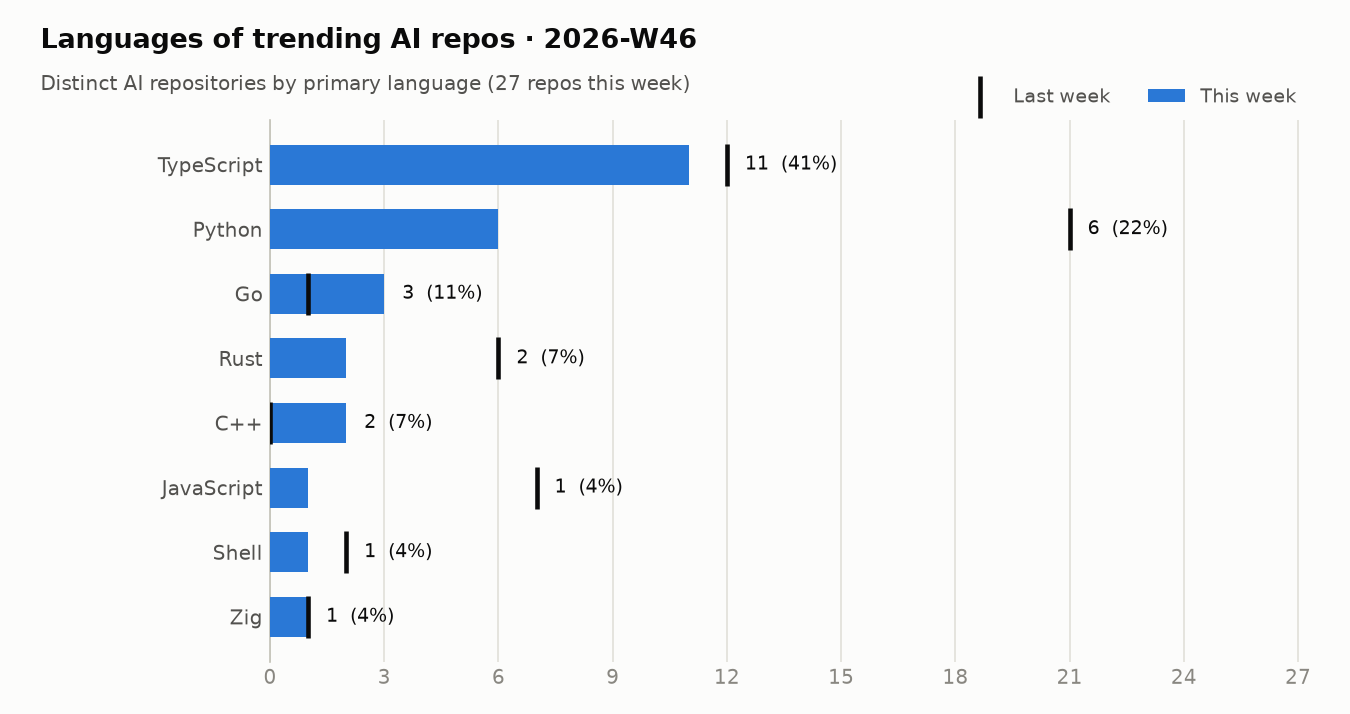 Languages of trending AI repos · 2026-W46
Distinct AI repositories by primary language (27 repos this week)
Last week
This week
TypeScript 11 (41%)
Python 6 (22%)
Go 3 (11%)
Rust 2 (7%)
C++ 2 (7%)
JavaScript 1 (4%)
Shell 1 (4%)
Zig 1 (4%)
0 3 6 9 12 15 18 21 24 27